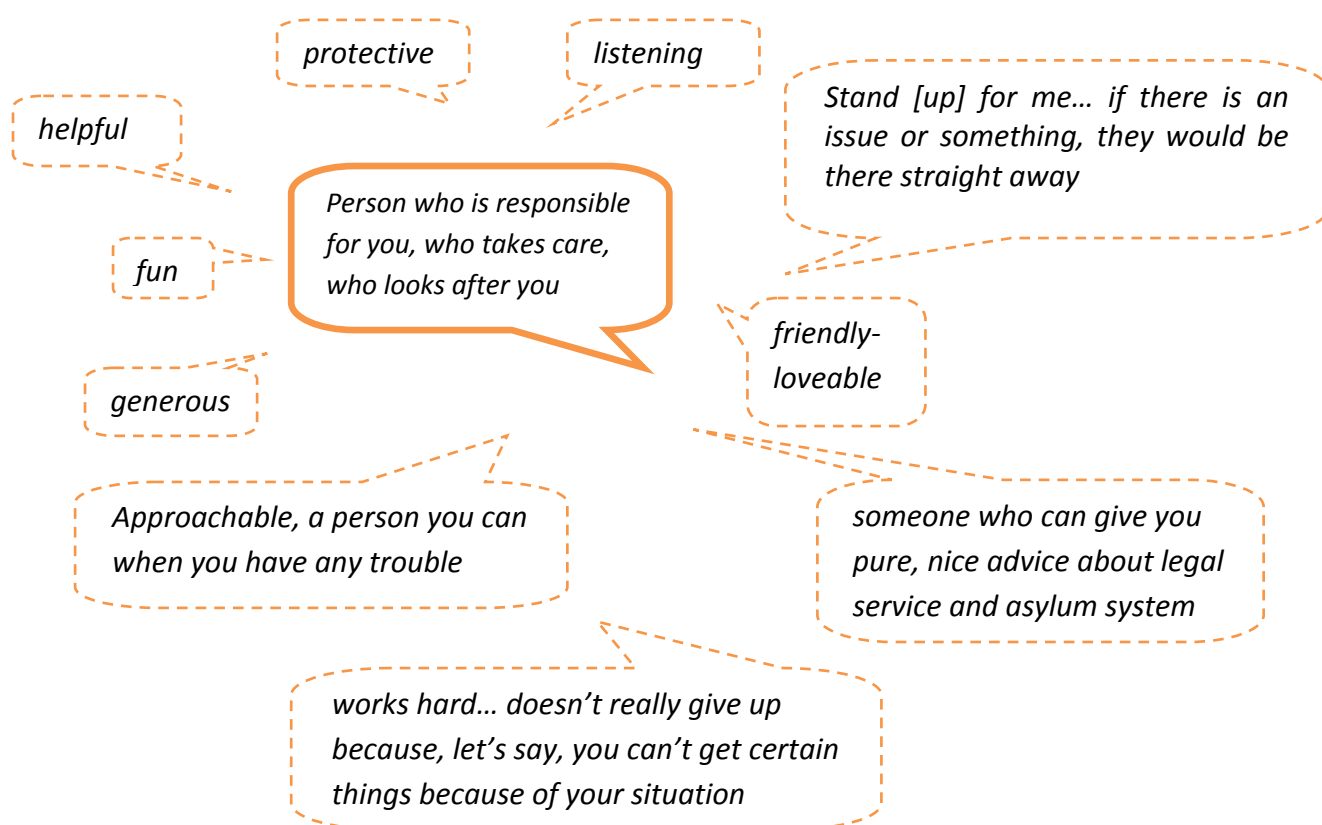 protective
listening
Stand [up] for me… if there is an
issue or something, they would be
there straight away
helpful
Person who is responsible
for you, who takes care,
who looks after you
fun
friendly-
loveable
generous
Approachable, a person you can
when you have any trouble
someone who can give you
pure, nice advice about legal
service and asylum system
works hard… doesn’t really give up
because, let’s say, you can’t get certain
things because of your situation